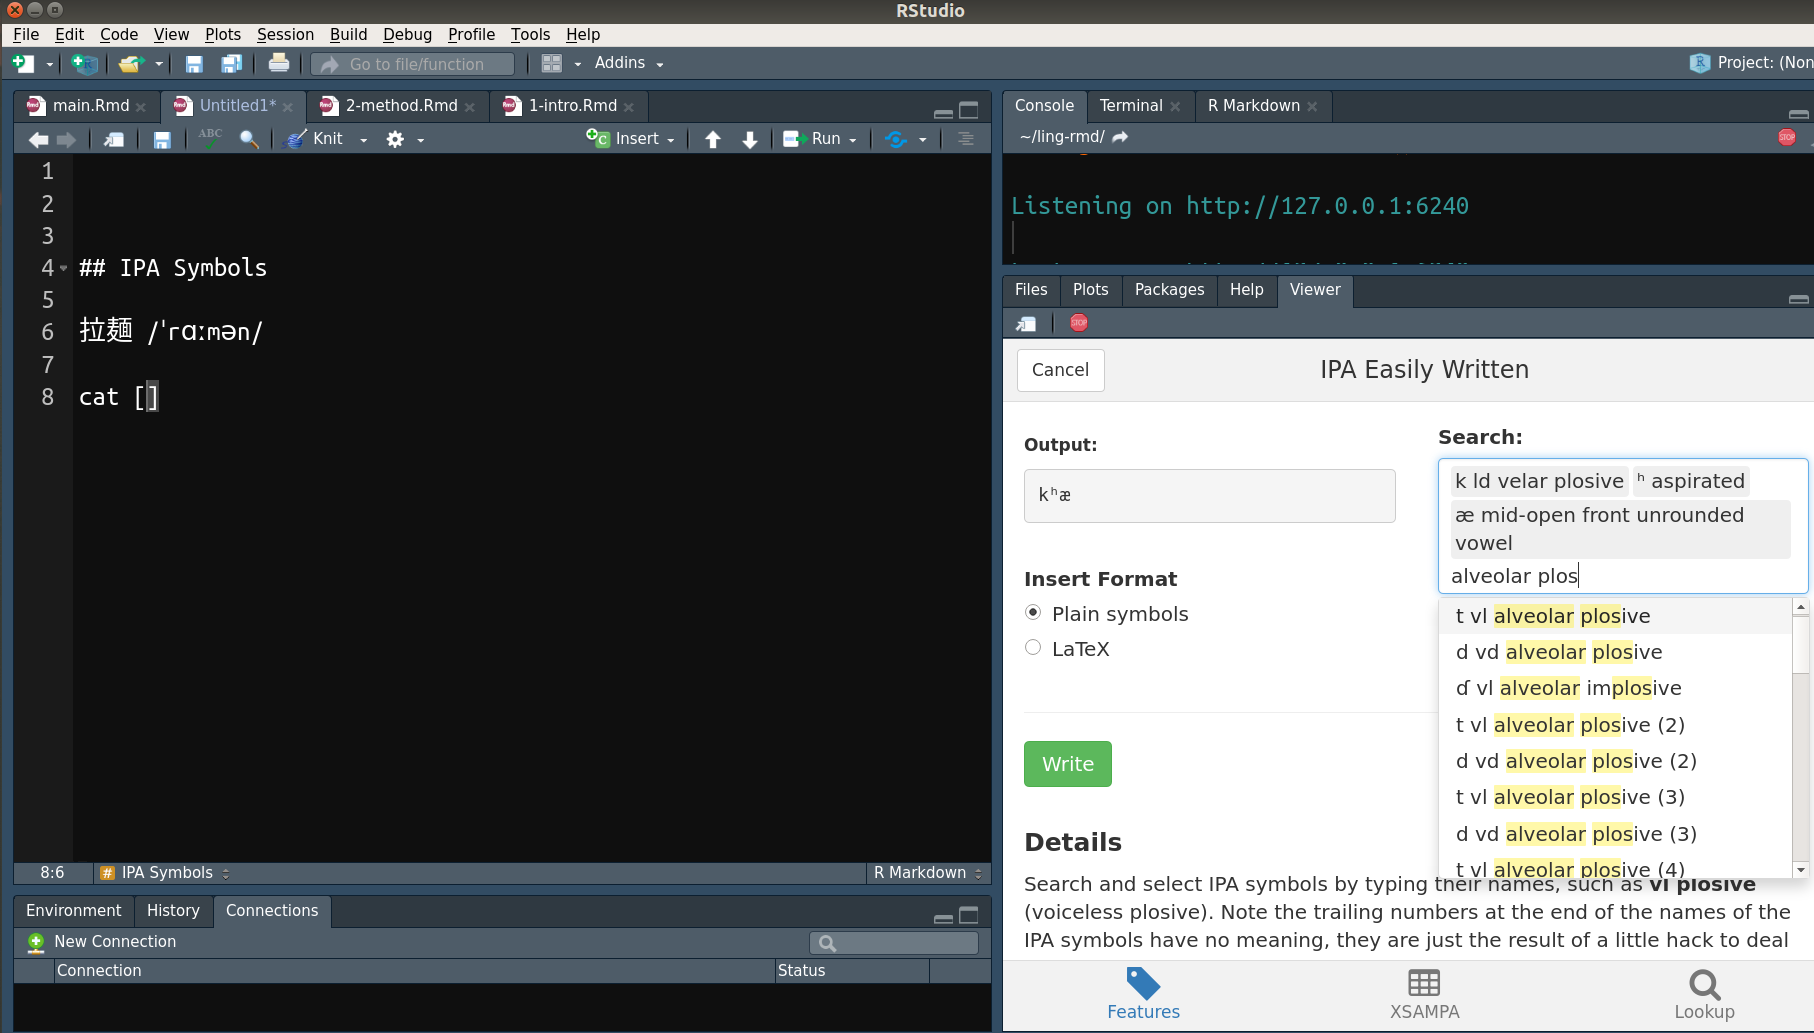 RStudio
File Edit Code View Plots Session Build Debug Profile Tools Help
Go to file/function Addins Project: (Non
main.Rmd Untitled1* 2-method.Rmd 1-intro.Rmd
ABC Knit Insert Run
1
2
3
4 ## IPA Symbols
5
6 拉麺 /ˈrɑːmən/
7
8 cat []
8:6 # IPA Symbols R Markdown
Environment History Connections
New Connection
Connection Status
Console Terminal R Markdown
~/ling-rmd/ STOP
Listening on http://127.0.0.1:6240
Files Plots Packages Help Viewer
STOP
Cancel IPA Easily Written
Output:
kʰæ
Search:
k ld velar plosive ʰ aspirated
æ mid-open front unrounded
vowel
alveolar plos
t vl alveolar plosive
d vd alveolar plosive
ɗ vl alveolar implosive
t vl alveolar plosive (2)
d vd alveolar plosive (2)
t vl alveolar plosive (3)
d vd alveolar plosive (3)
t vl alveolar plosive (4)
Insert Format
Plain symbols
LaTeX
Write
Details
Search and select IPA symbols by typing their names, such as vl plosive
(voiceless plosive). Note the trailing numbers at the end of the names of the
IPA symbols have no meaning, they are just the result of a little hack to deal
Features XSAMPA Lookup